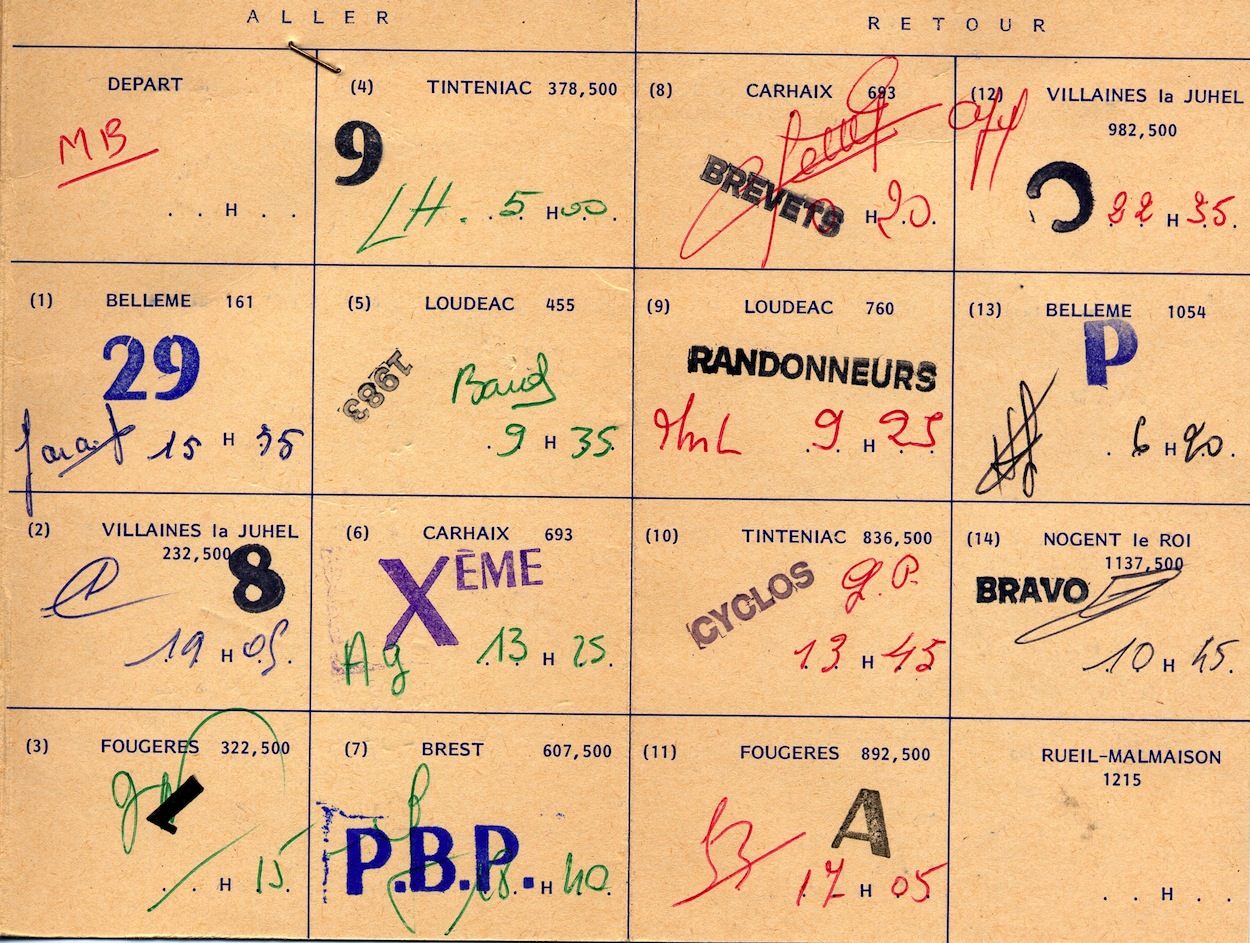 ALLER
DEPART
MB
. . H . .
(1) BELLEME 161
29
15 H 35
(2) VILLAINES la JUHEL
232,500
8
19 H 05.
(3) FOUGERES 322,500
1
. . H 15.
(4) TINTENIAC 378,500
9
LH. 5 H 00.
(5) LOUDEAC 455
1983
9 H 35.
(6) CARHAIX 693
XÈME
Ag 13 H 25.
(7) BREST 607,500
P.B.P.
18. H 40.
RETOUR
(8) CARHAIX 693
BREVETS
H 20.
(9) LOUDEAC 760
RANDONNEURS
9 H 25
(10) TINTENIAC 836,500
CYCLOS
13 H 45
(11) FOUGERES 892,500
A
17 H 05
(12) VILLAINES la JUHEL
982,500
22 H 35.
(13) BELLEME 1054
P
6 H 20.
(14) NOGENT le ROI
1137,500
BRAVO
10 H 45.
RUEIL-MALMAISON
1215
. . H . .